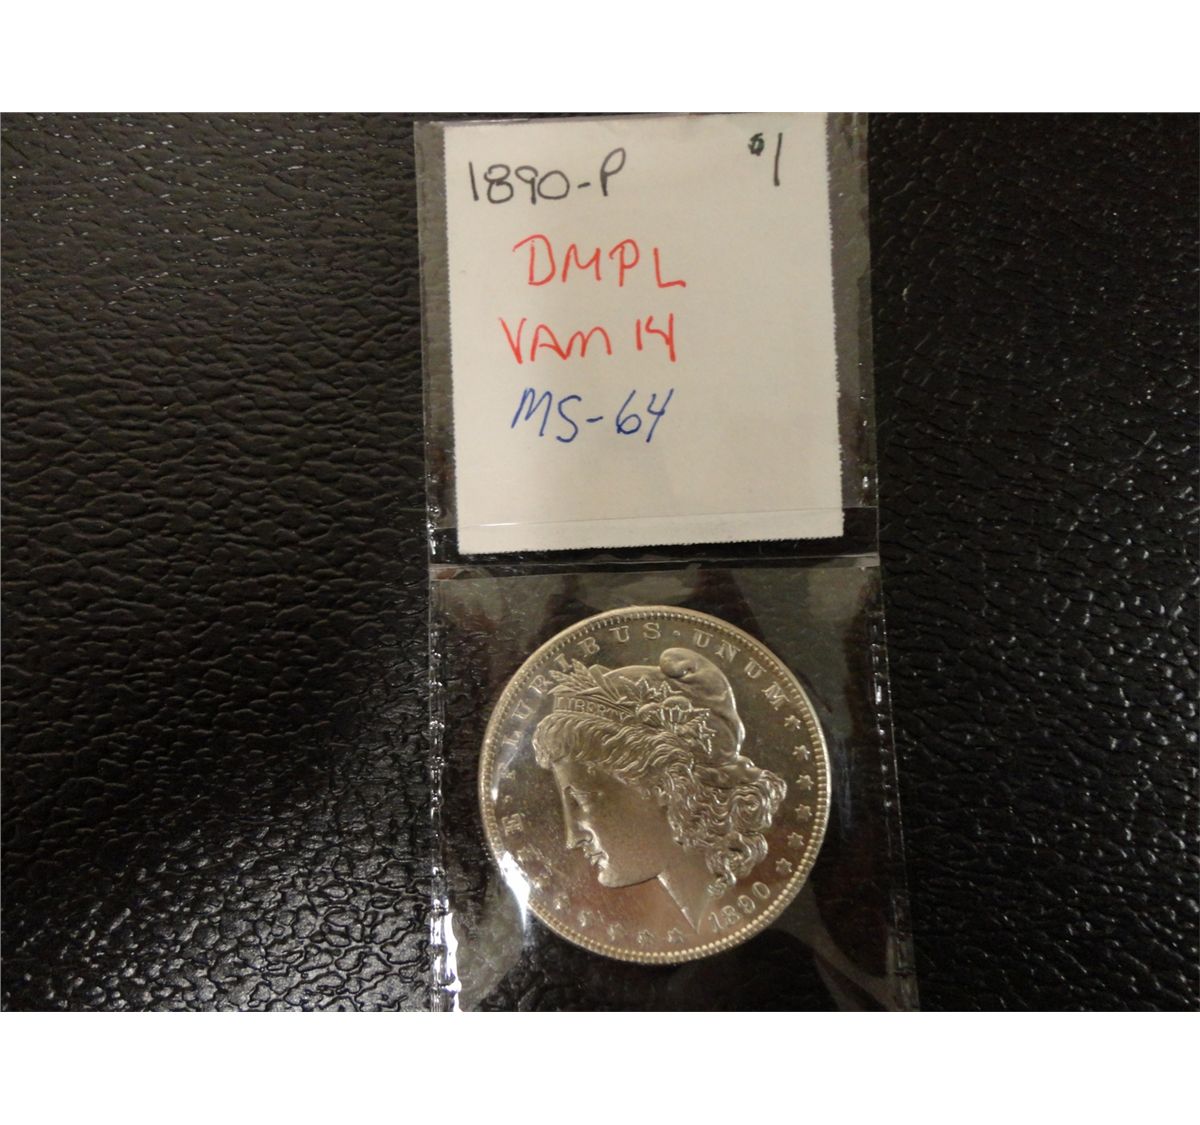 1890-P $1
DMPL
VAM 14
MS-64
E · PLURIBUS · UNUM
LIBERTY
1890